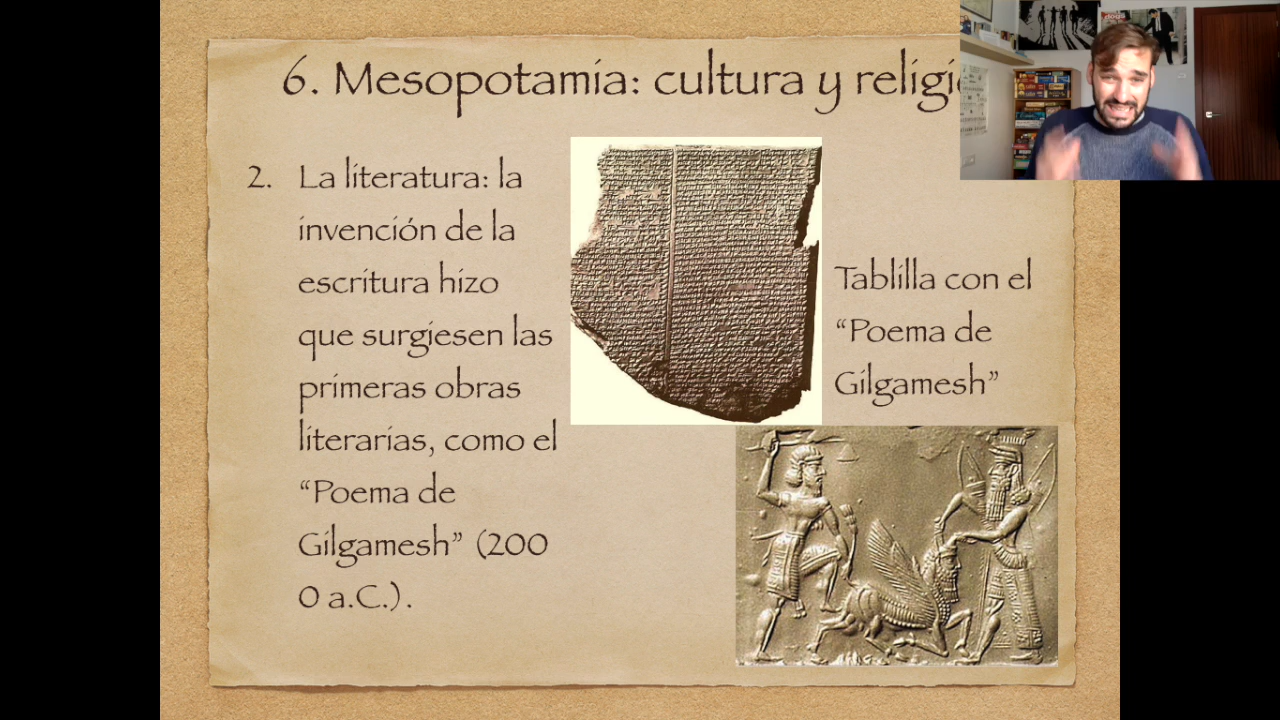 6. Mesopotamia: cultura y religi
2. La literatura: la
invención de la
escritura hizo
que surgiesen las
primeras obras
literarias, como el
“Poema de
Gilgamesh” (200
0 a.C.).
Tablilla con el
“Poema de
Gilgamesh”